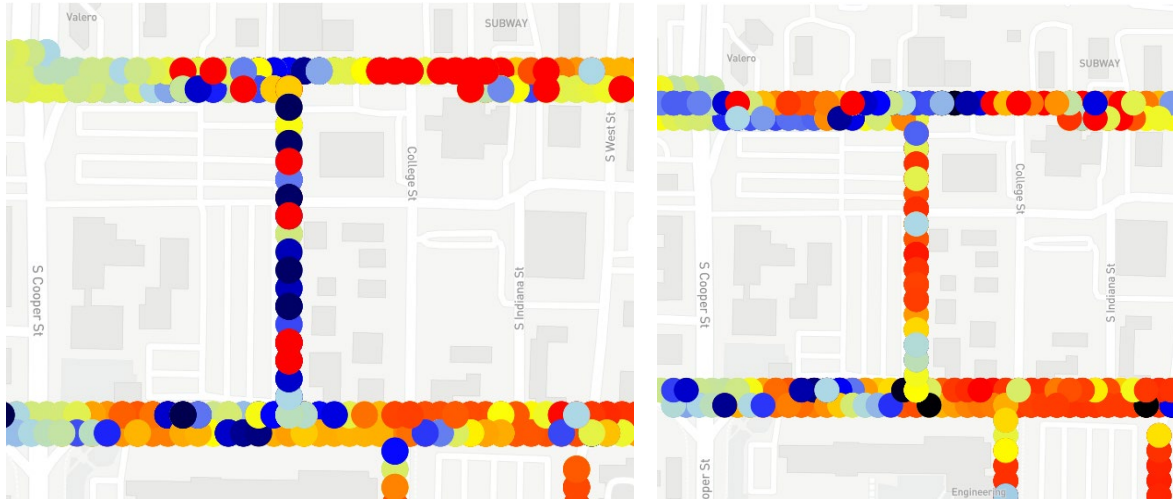 Valero
SUBWAY
S West St
College St
S Cooper St
S Indiana St
Valero
SUBWAY
College St
S Cooper St
S Indiana St
ooper St
Engineering